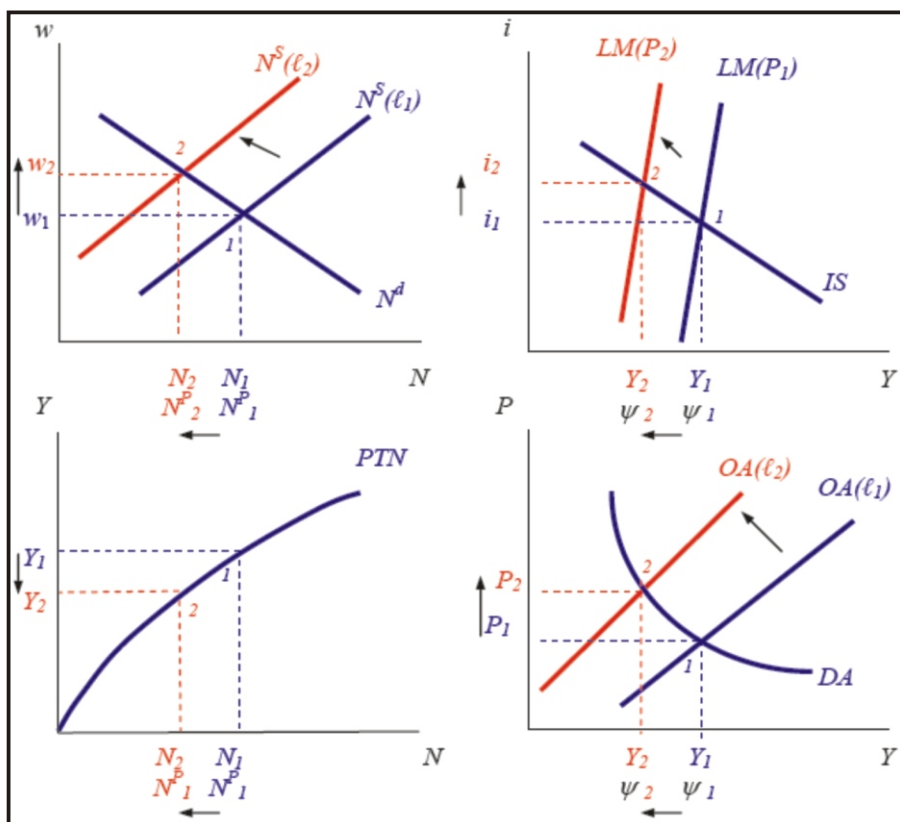 w
N^S(ℓ2)
N^S(ℓ1)
2
w2
w1
1
N^d
N2 N1 N
N^P2 N^P1
i
LM(P2)
LM(P1)
i2
2
i1
1
IS
Y2 Y1 Y
ψ2 ψ1
Y
PTN
Y1
1
Y2
2
N2 N1 N
N^P1 N^P1
P
OA(ℓ2)
OA(ℓ1)
2
P2
P1
1
DA
Y2 Y1 Y
ψ2 ψ1